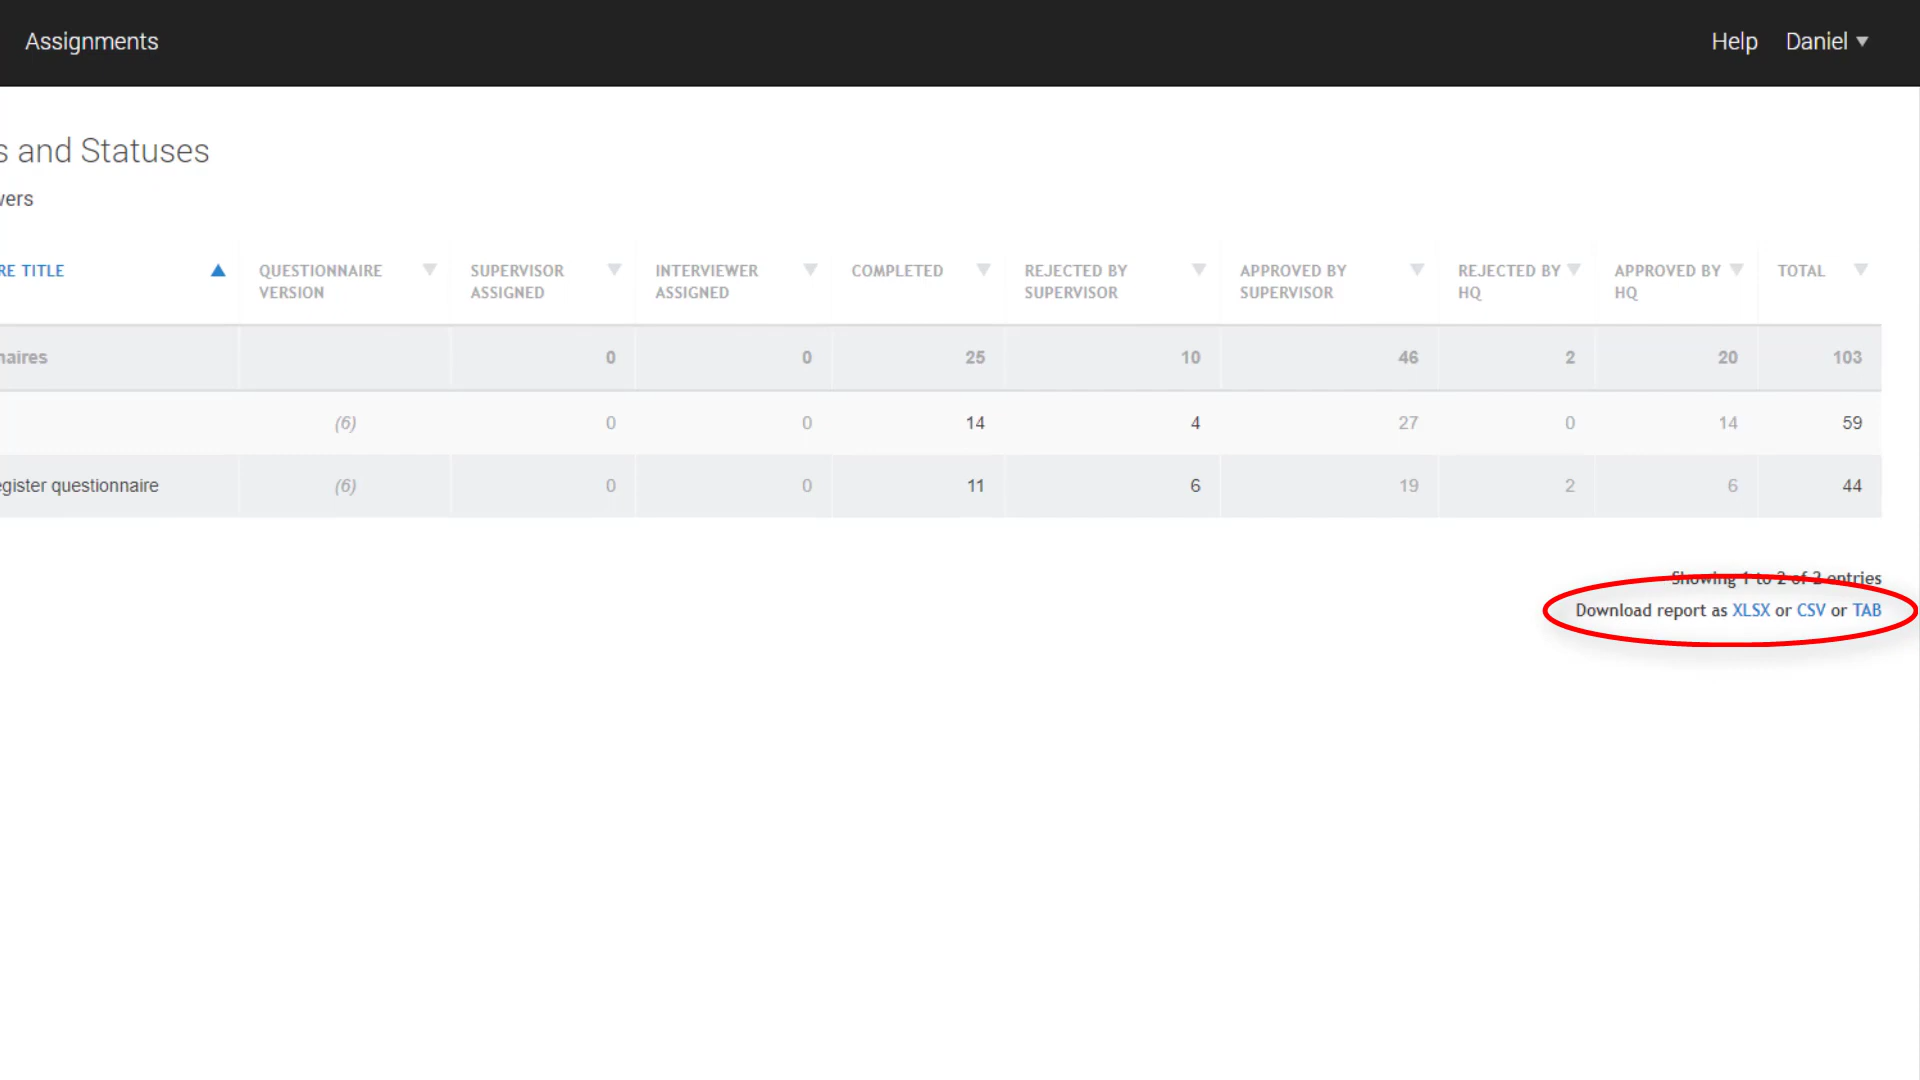 Assignments Help Daniel
s and Statuses
wers
RE TITLE QUESTIONNAIRE VERSION SUPERVISOR ASSIGNED INTERVIEWER ASSIGNED COMPLETED REJECTED BY SUPERVISOR APPROVED BY SUPERVISOR REJECTED BY HQ APPROVED BY HQ TOTAL
naires 0 0 25 10 46 2 20 103
(6) 0 0 14 4 27 0 14 59
egister questionnaire (6) 0 0 11 6 19 2 6 44
Showing 1 to 2 of 2 entries
Download report as XLSX or CSV or TAB